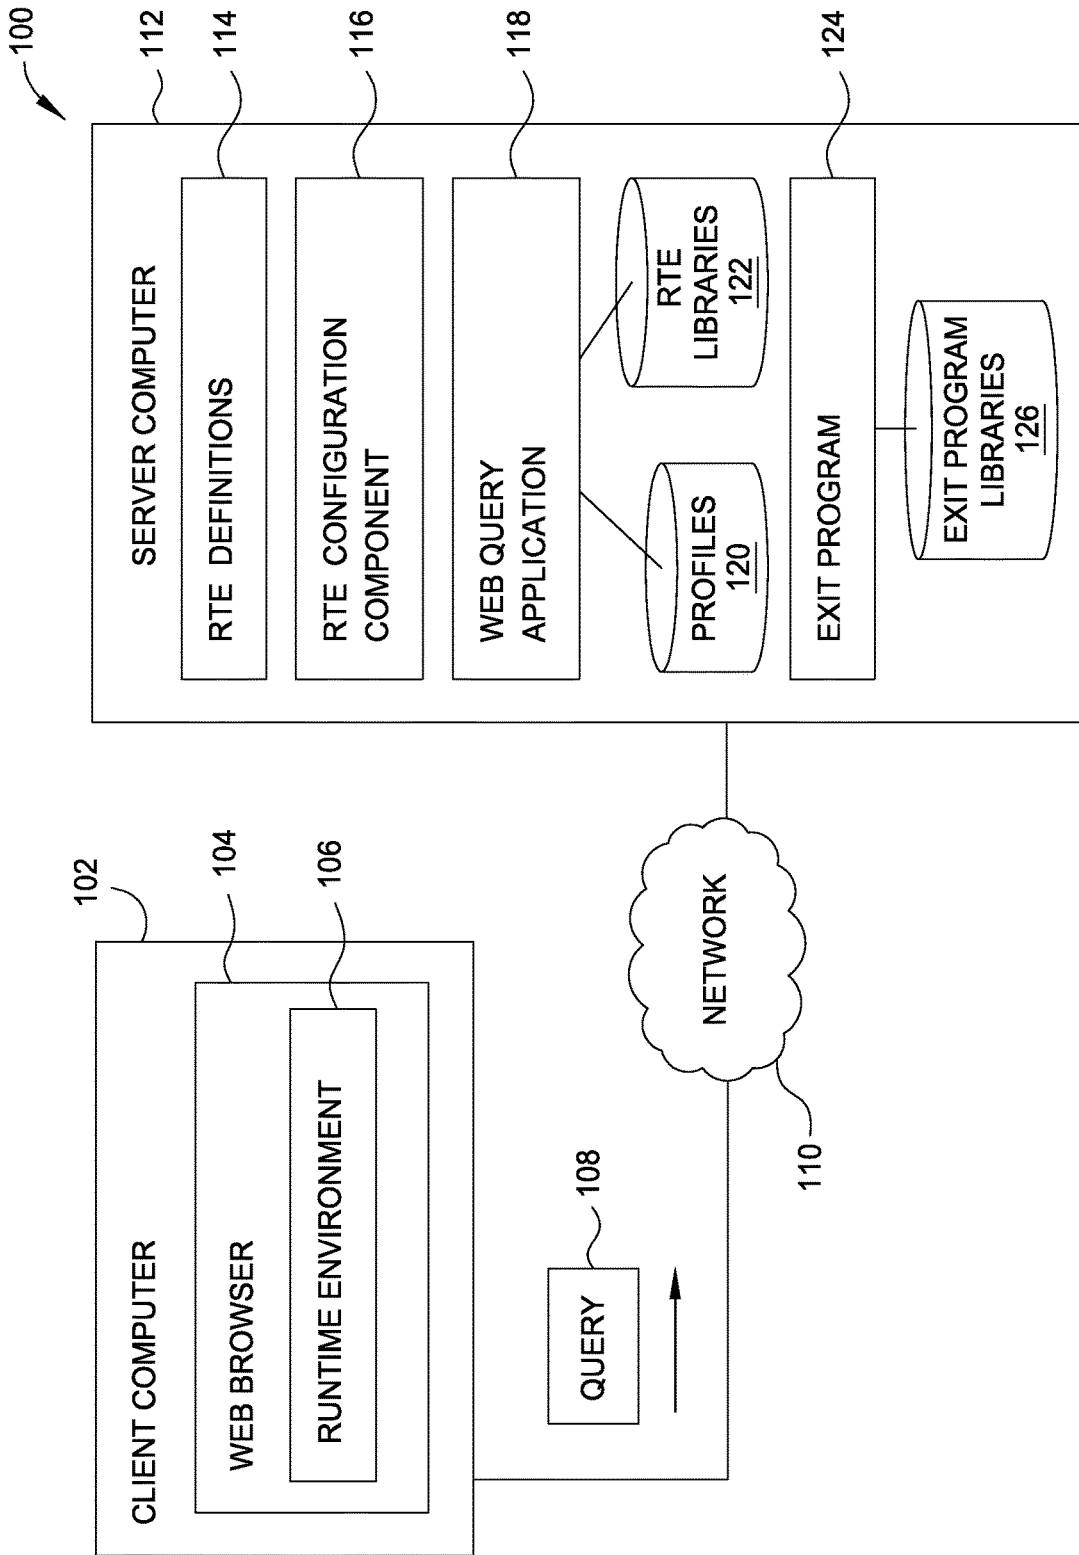 100
CLIENT COMPUTER
102
WEB BROWSER
104
RUNTIME ENVIRONMENT
106
QUERY
108
NETWORK
110
SERVER COMPUTER
112
RTE DEFINITIONS
114
RTE CONFIGURATION
COMPONENT
116
WEB QUERY
APPLICATION
118
PROFILES
120
RTE
LIBRARIES
122
EXIT PROGRAM
124
EXIT PROGRAM
LIBRARIES
126